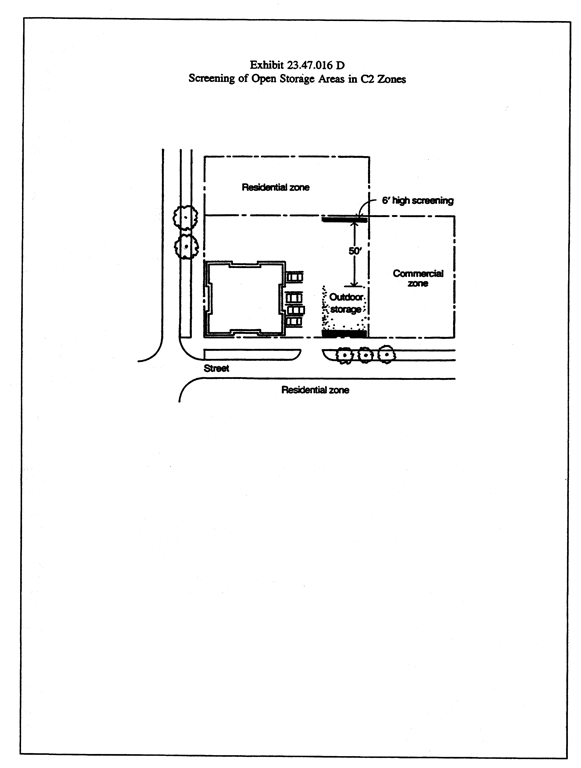 Exhibit 23.47.016 D
Screening of Open Storage Areas in C2 Zones
Residential zone
6' high screening
50'
Commercial
zone
Outdoor
storage
Street
Residential zone